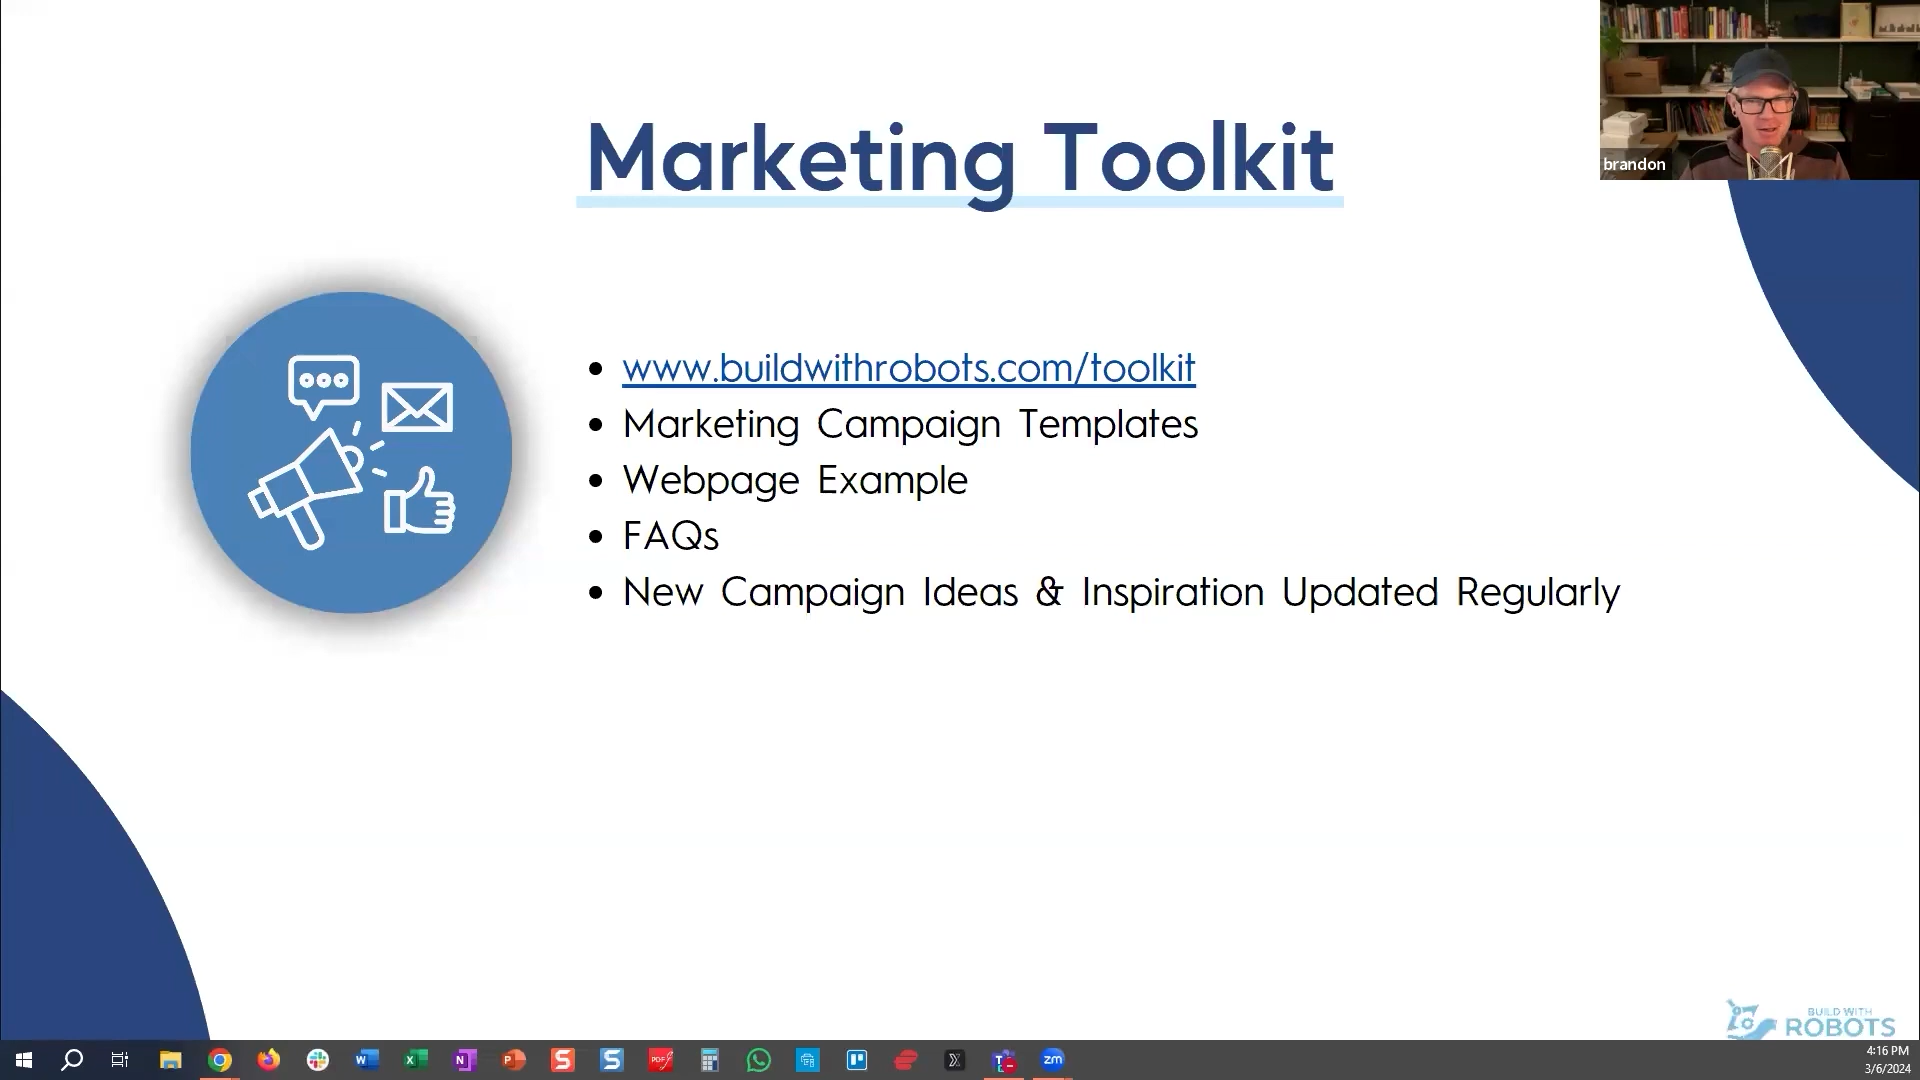 brandon
Marketing Toolkit
www.buildwithrobots.com/toolkit
Marketing Campaign Templates
Webpage Example
FAQs
New Campaign Ideas & Inspiration Updated Regularly
BUILD WITH
ROBOTS
4:16 PM
3/6/2024
zm